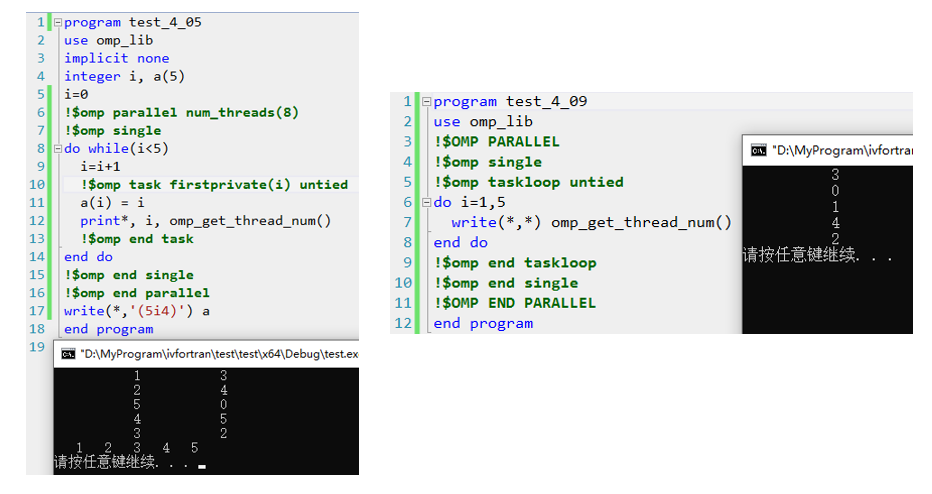 1 program test_4_05
2 use omp_lib
3 implicit none
4 integer i, a(5)
5 i=0
6 !$omp parallel num_threads(8)
7 !$omp single
8 do while(i<5)
9 i=i+1
10 !$omp task firstprivate(i) untied
11 a(i) = i
12 print*, i, omp_get_thread_num()
13 !$omp end task
14 end do
15 !$omp end single
16 !$omp end parallel
17 write(*,'(5i4)') a
18 end program
19
"D:\MyProgram\ivfortran\test\test\x64\Debug\test.ex
1 3
2 4
5 0
4 5
3 2
1 2 3 4 5
请按任意键继续. . .
1 program test_4_09
2 use omp_lib
3 !$OMP PARALLEL
4 !$omp single
5 !$omp taskloop untied
6 do i=1,5
7 write(*,*) omp_get_thread_num()
8 end do
9 !$omp end taskloop
10 !$omp end single
11 !$OMP END PARALLEL
12 end program
"D:\MyProgram\ivfortran
3
0
1
4
2
请按任意键继续. . .